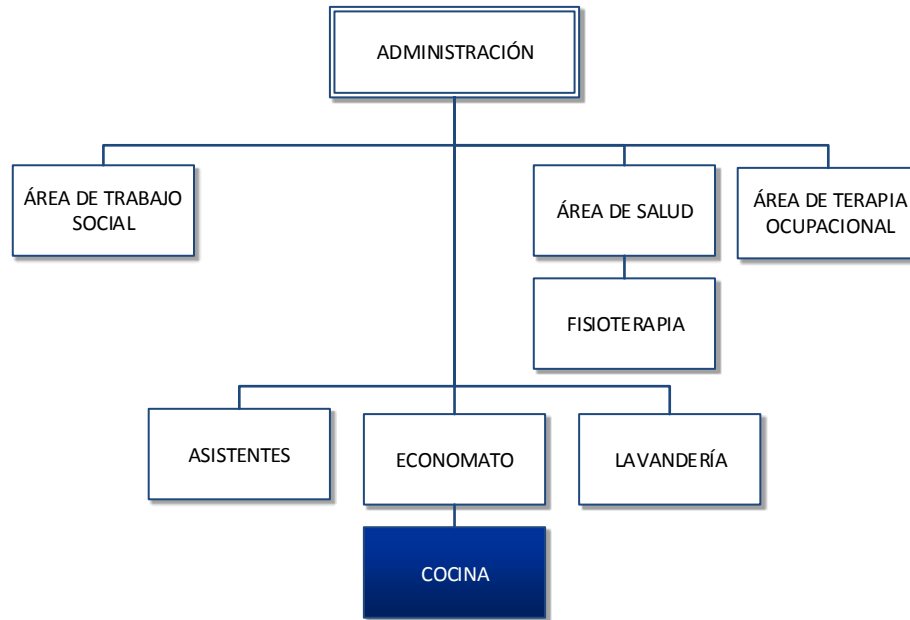 ADMINISTRACIÓN
ÁREA DE TRABAJO
SOCIAL
ÁREA DE SALUD
ÁREA DE TERAPIA
OCUPACIONAL
FISIOTERAPIA
ASISTENTES
ECONOMATO
LAVANDERÍA
COCINA